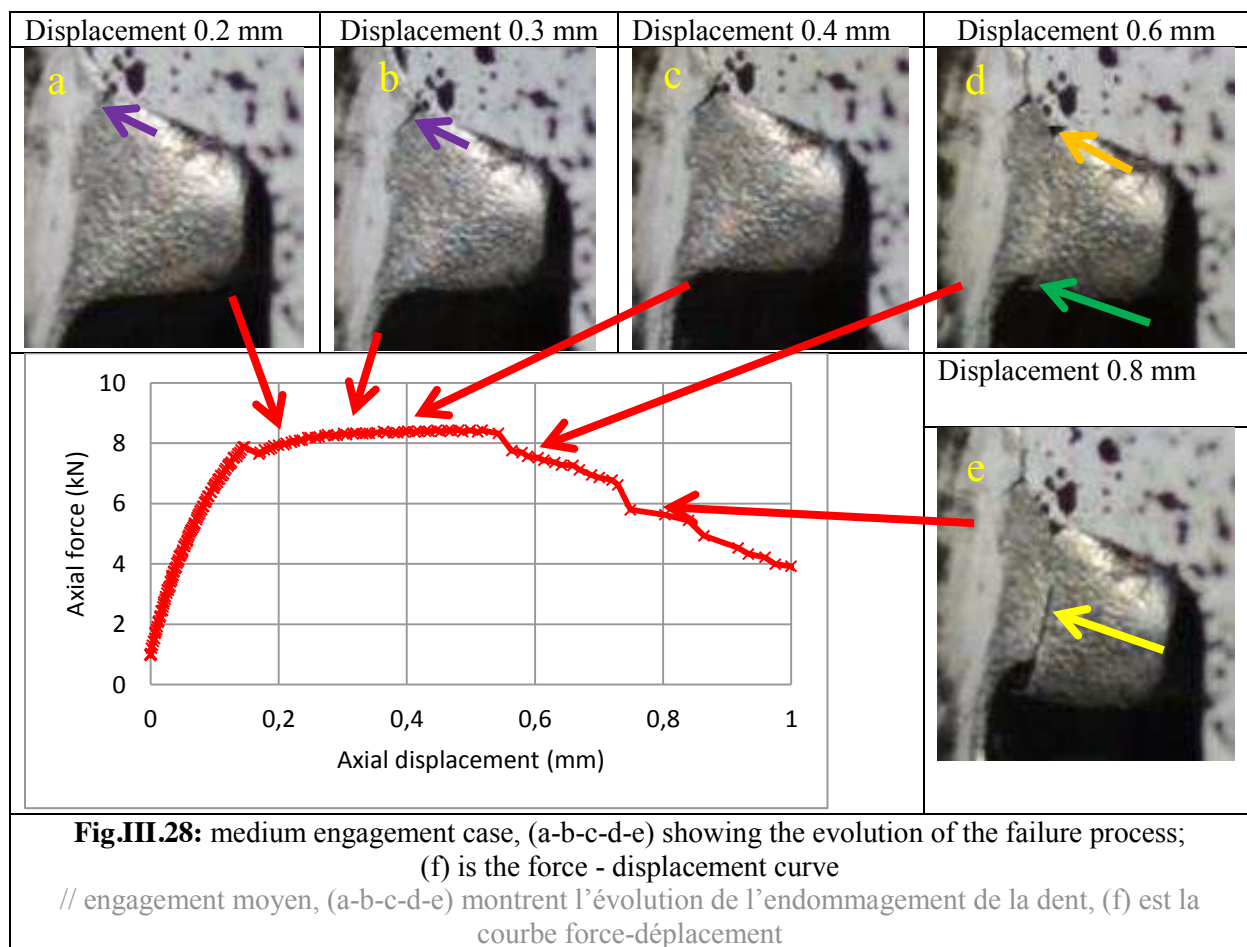 Displacement 0.2 mm
Displacement 0.3 mm
Displacement 0.4 mm
Displacement 0.6 mm
a
b
c
d
Displacement 0.8 mm
e
10
8
6
4
2
0
Axial force (kN)
0
0,2
0,4
0,6
0,8
1
Axial displacement (mm)
Fig.III.28: medium engagement case, (a-b-c-d-e) showing the evolution of the failure process;
(f) is the force - displacement curve
// engagement moyen, (a-b-c-d-e) montrent l’évolution de l’endommagement de la dent, (f) est la
courbe force-déplacement